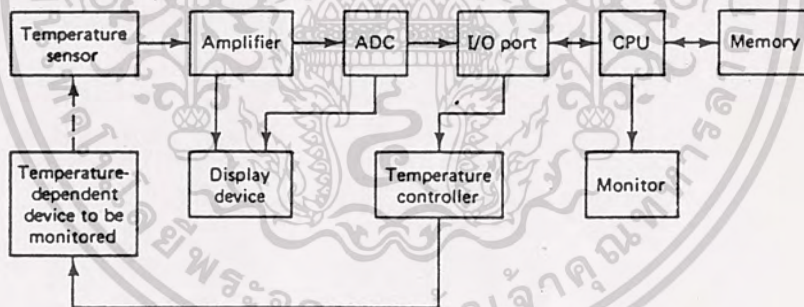 Temperature
sensor
Amplifier
ADC
I/O port
CPU
Memory
Temperature-
dependent
device to be
monitored
Display
device
Temperature
controller
Monitor